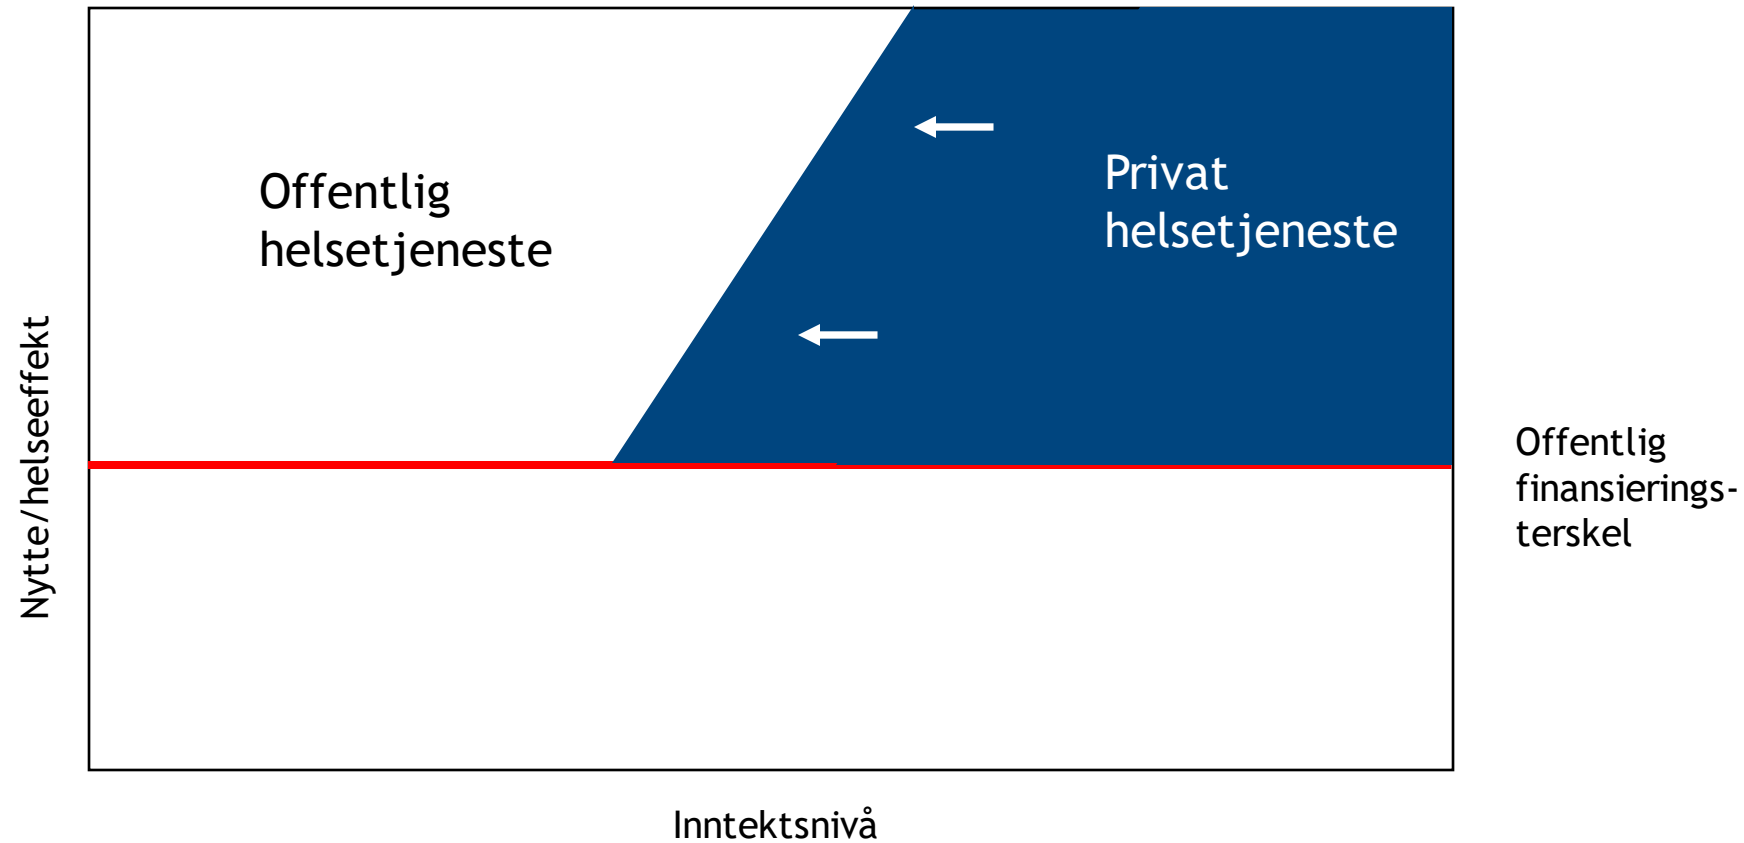 Offentlig
helsetjeneste
Privat
helsetjeneste
Nytte/helseeffekt
Offentlig
finansierings-
terskel
Inntektsnivå